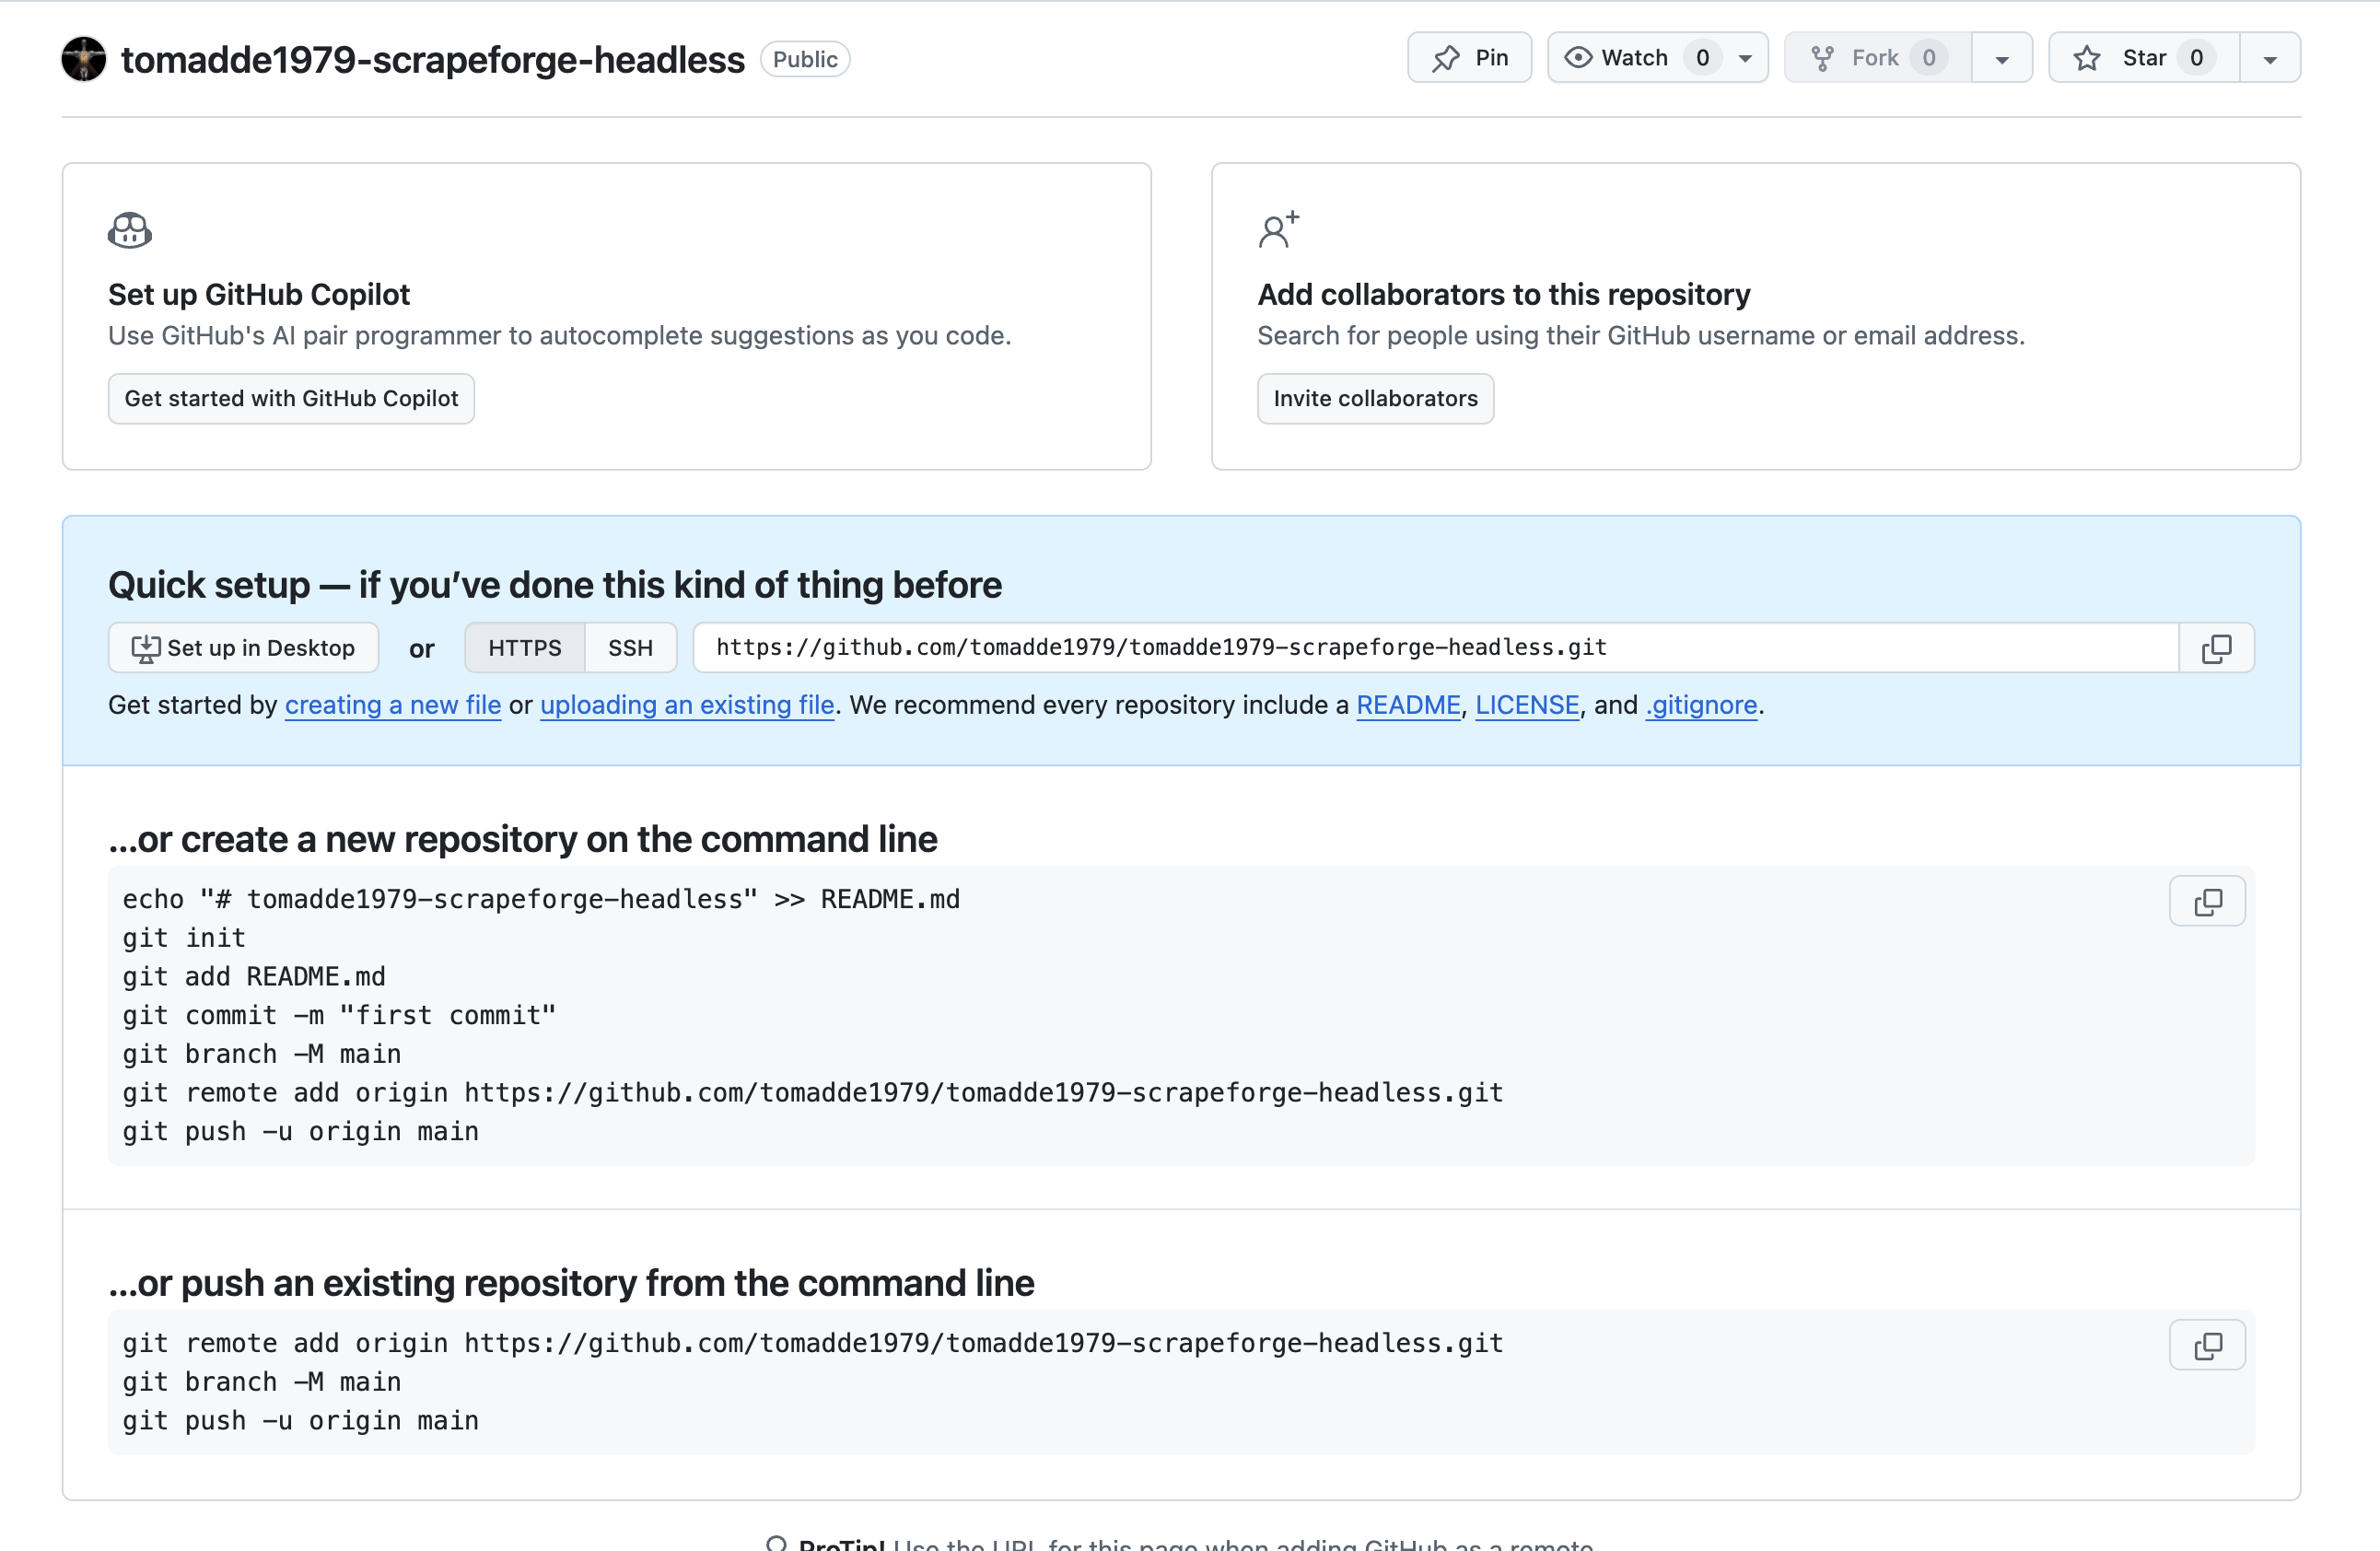 tomadde1979-scrapeforge-headless Public Pin Watch 0 Fork 0 Star 0
Set up GitHub Copilot
Use GitHub's AI pair programmer to autocomplete suggestions as you code.
Get started with GitHub Copilot
Add collaborators to this repository
Search for people using their GitHub username or email address.
Invite collaborators
Quick setup — if you’ve done this kind of thing before
Set up in Desktop or HTTPS SSH https://github.com/tomadde1979/tomadde1979-scrapeforge-headless.git
Get started by creating a new file or uploading an existing file. We recommend every repository include a README, LICENSE, and .gitignore.
…or create a new repository on the command line
echo "# tomadde1979-scrapeforge-headless" >> README.md
git init
git add README.md
git commit -m "first commit"
git branch -M main
git remote add origin https://github.com/tomadde1979/tomadde1979-scrapeforge-headless.git
git push -u origin main
…or push an existing repository from the command line
git remote add origin https://github.com/tomadde1979/tomadde1979-scrapeforge-headless.git
git branch -M main
git push -u origin main
ProTip! Use the URL for this page when adding GitHub as a remote.